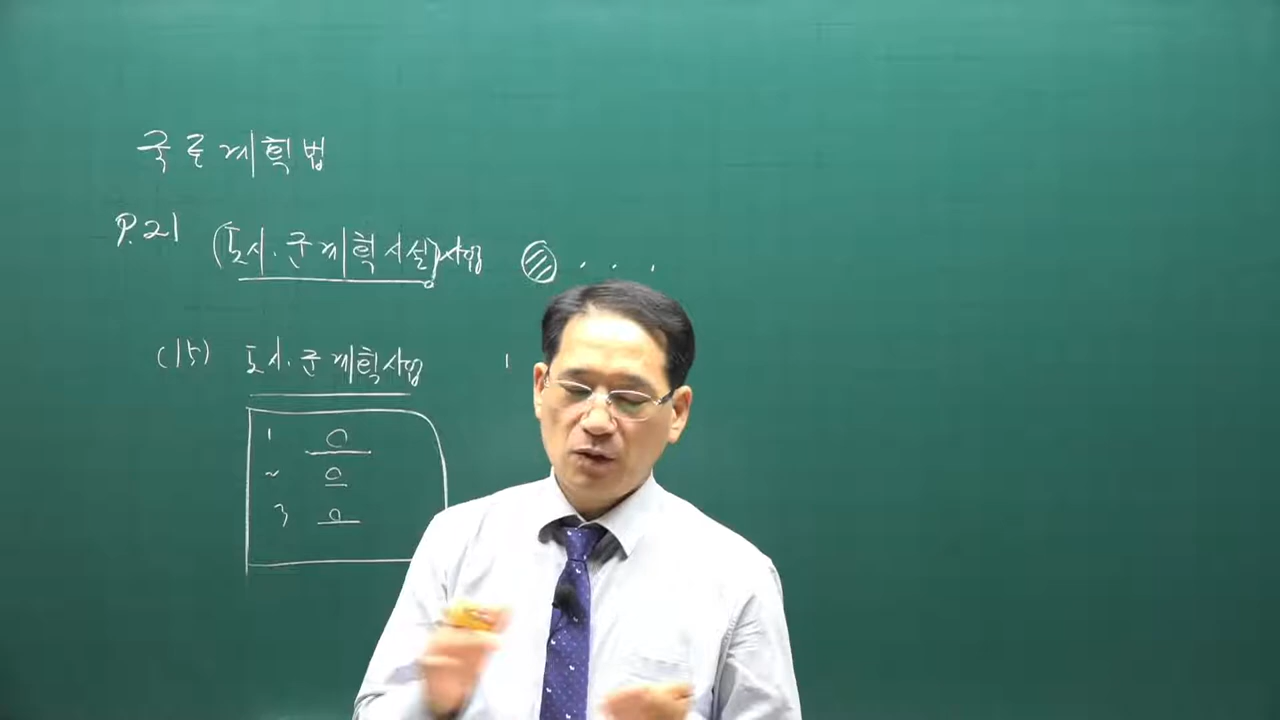 국토계획법
P.21 (도시.군계획시설)사업 . . .
(15) 도시.군계획사업 1
1 ○
2 ○
3 ○